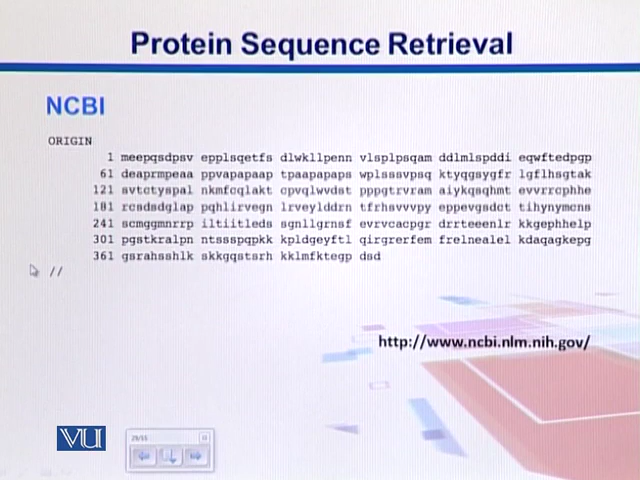 Protein Sequence Retrieval
NCBI
ORIGIN
1 meepqsdpsv epplsqetfs dlwkllpenn vlsplpsqam ddlmlspddi eqwftedpgp
61 deaprmpeaa ppvapapaap tpaapapaps wplsssvpsq ktyqgsygfr lgflhsgtak
121 svtctyspal nkmfcqlakt cpvqlwvdst pppgtrvram aiykqsqhmt evvrrcphhe
181 rcsdsdglap pqhlirvegn lrveylddrn tfrhsvvvpy eppevgsdct tihynymcns
241 scmggmnrrp iltiitleds sgnllgrnsf evrvcacpgr drrteeenlr kkgephhelp
301 pgstkralpn ntssspqpkk kpldgeyftl qirgrerfem frelnealel kdaqagkepg
361 gsrahsshlk skkgqstsrh kklmfktegp dsd
//
http://www.ncbi.nlm.nih.gov/
VU
29/55